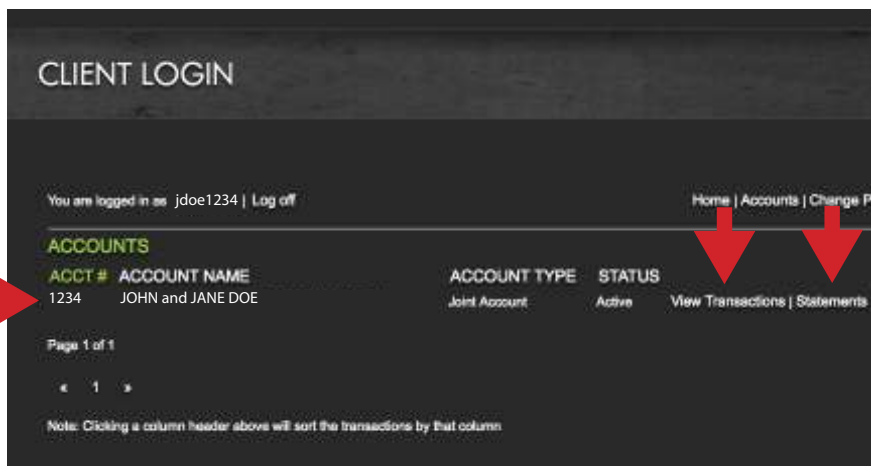 CLIENT LOGIN
You are logged in as jdoe1234 | Log off Home | Accounts | Change P
ACCOUNTS
ACCT # ACCOUNT NAME ACCOUNT TYPE STATUS
1234 JOHN and JANE DOE Joint Account Active View Transactions | Statements
Page 1 of 1
« 1 »
Note: Clicking a column header above will sort the transactions by that column